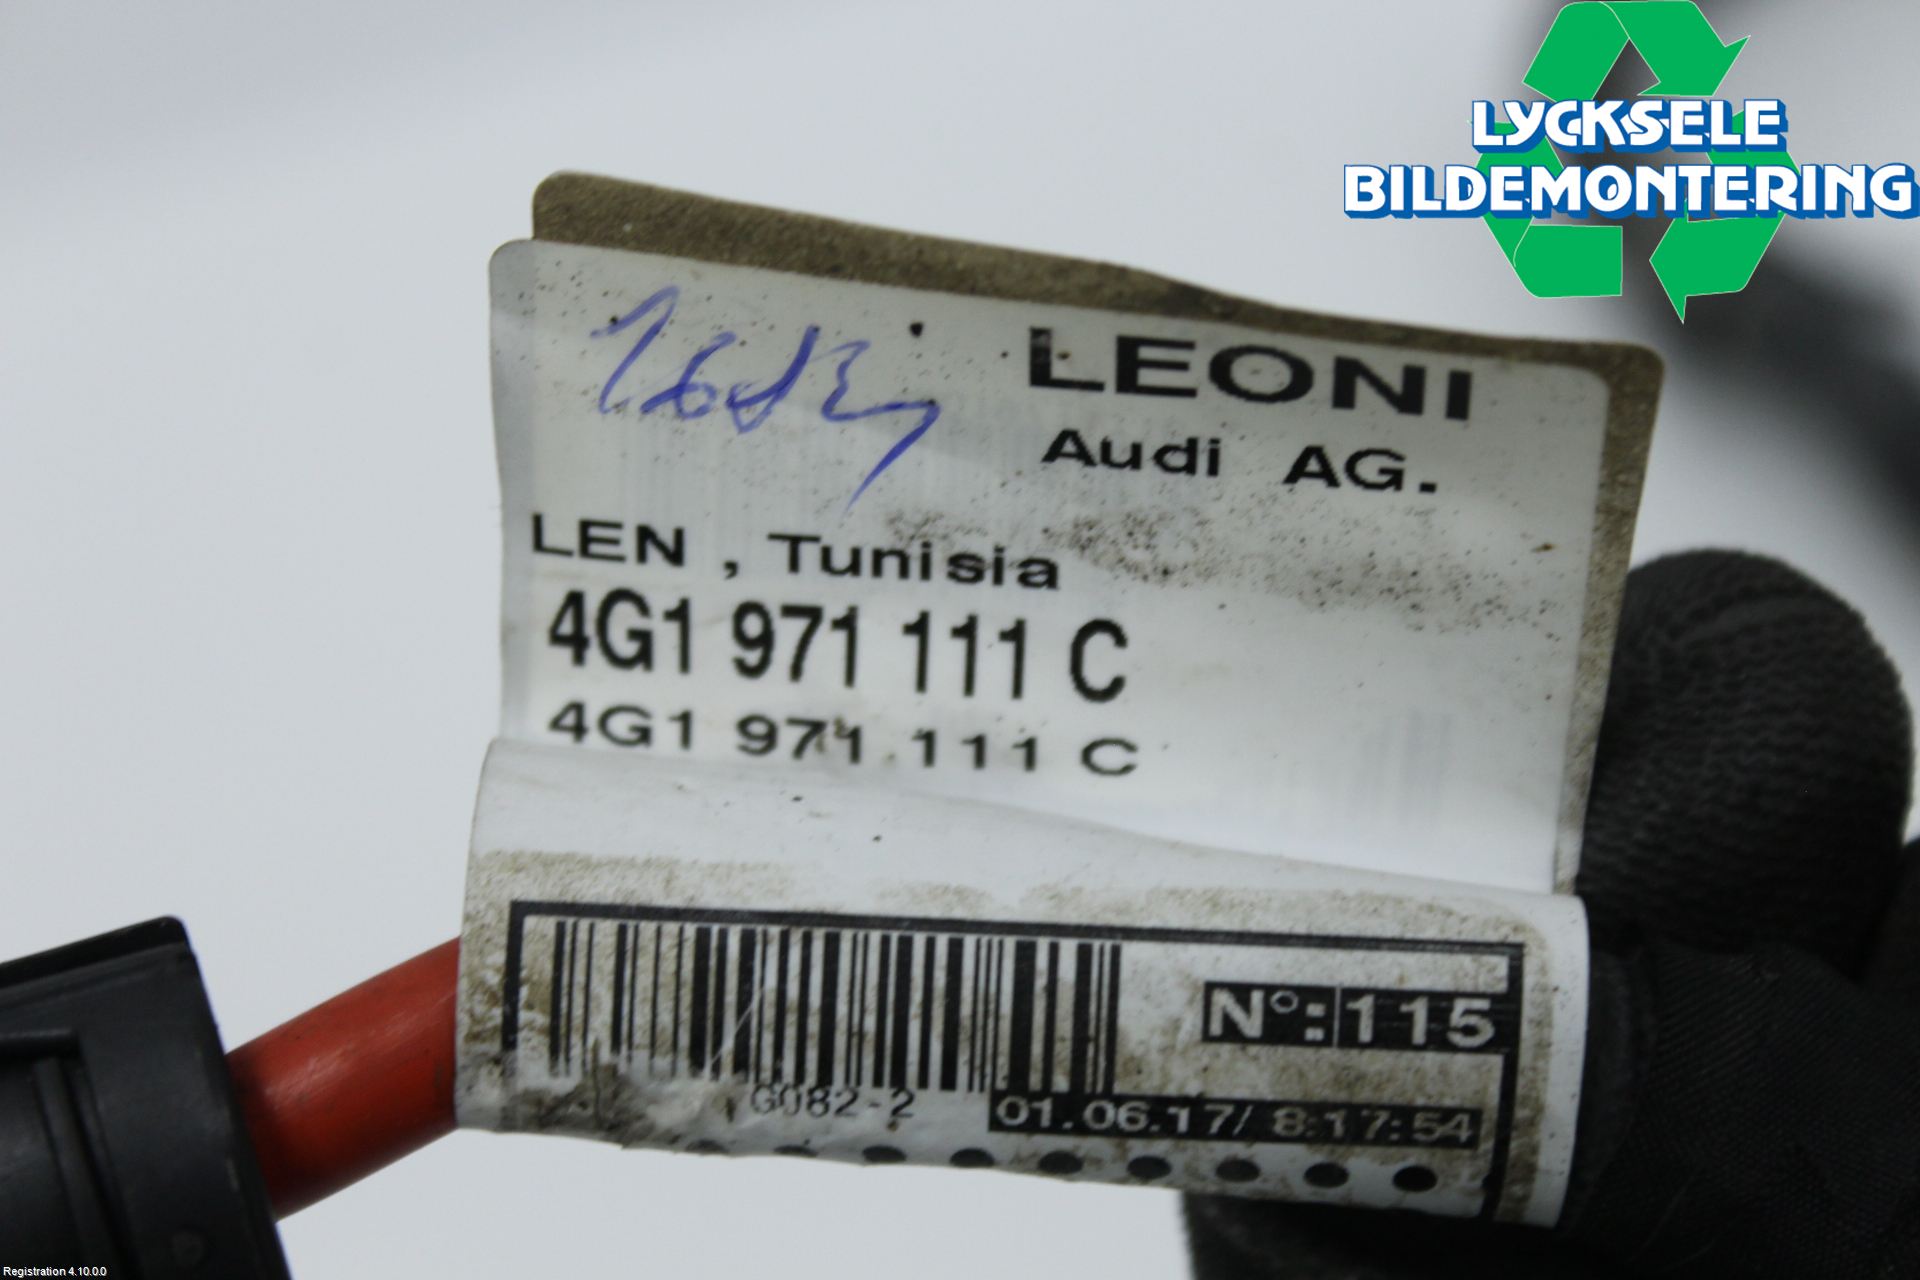 LYCKSELE
BILDEMONTERING
LEONI
Audi AG.
LEN , Tunisia
4G1 971 111 C
4G1 971 111 C
N°:115
G082-2
01.06.17/ 8:17:54
Registration 4.10.0.0